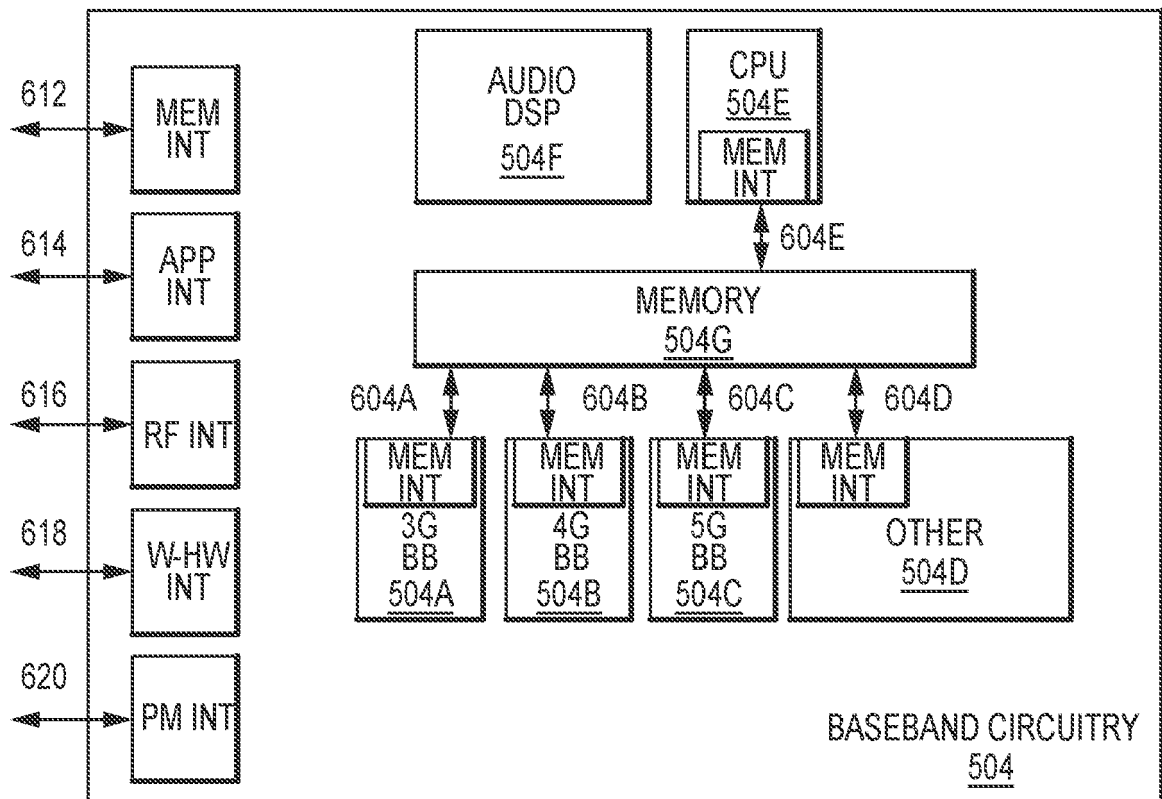 612
MEM
INT
614
APP
INT
616
RF INT
618
W-HW
INT
620
PM INT
AUDIO
DSP
504F
CPU
504E
MEM
INT
604E
MEMORY
504G
604A
604B
604C
604D
MEM
INT
3G
BB
504A
MEM
INT
4G
BB
504B
MEM
INT
5G
BB
504C
MEM
INT
OTHER
504D
BASEBAND CIRCUITRY
504